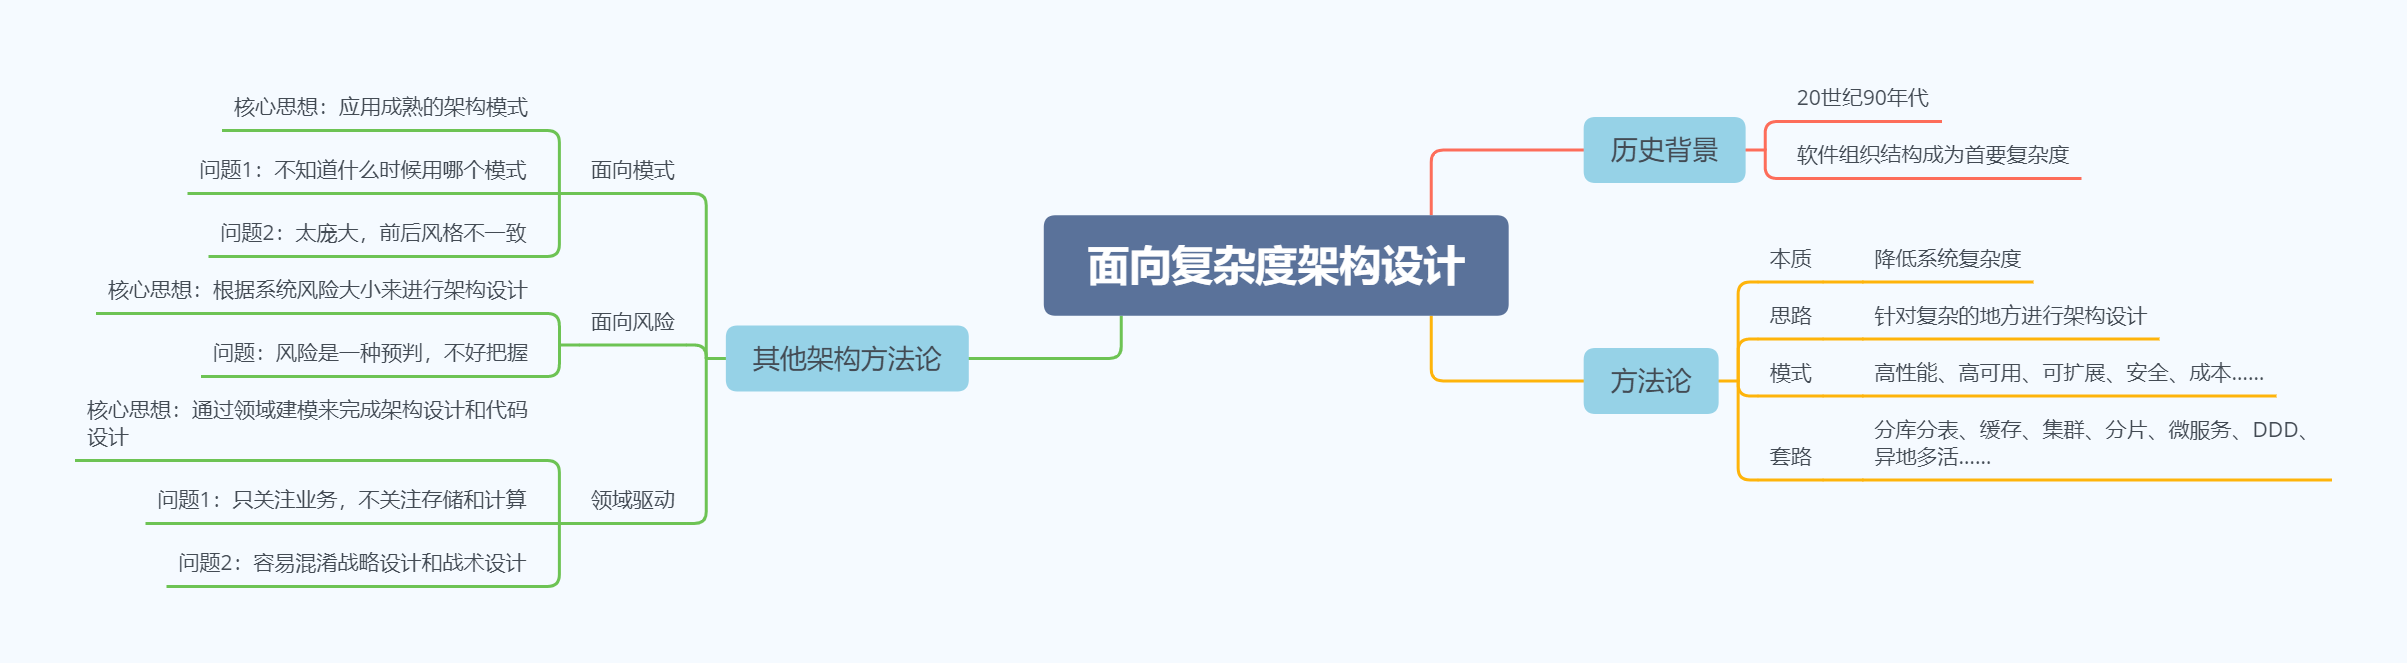 面向复杂度架构设计
历史背景
20世纪90年代
软件组织结构成为首要复杂度
方法论
本质
降低系统复杂度
思路
针对复杂的地方进行架构设计
模式
高性能、高可用、可扩展、安全、成本......
套路
分库分表、缓存、集群、分片、微服务、DDD、
异地多活......
其他架构方法论
面向模式
核心思想：应用成熟的架构模式
问题1：不知道什么时候用哪个模式
问题2：太庞大，前后风格不一致
面向风险
核心思想：根据系统风险大小来进行架构设计
问题：风险是一种预判，不好把握
领域驱动
核心思想：通过领域建模来完成架构设计和代码
设计
问题1：只关注业务，不关注存储和计算
问题2：容易混淆战略设计和战术设计